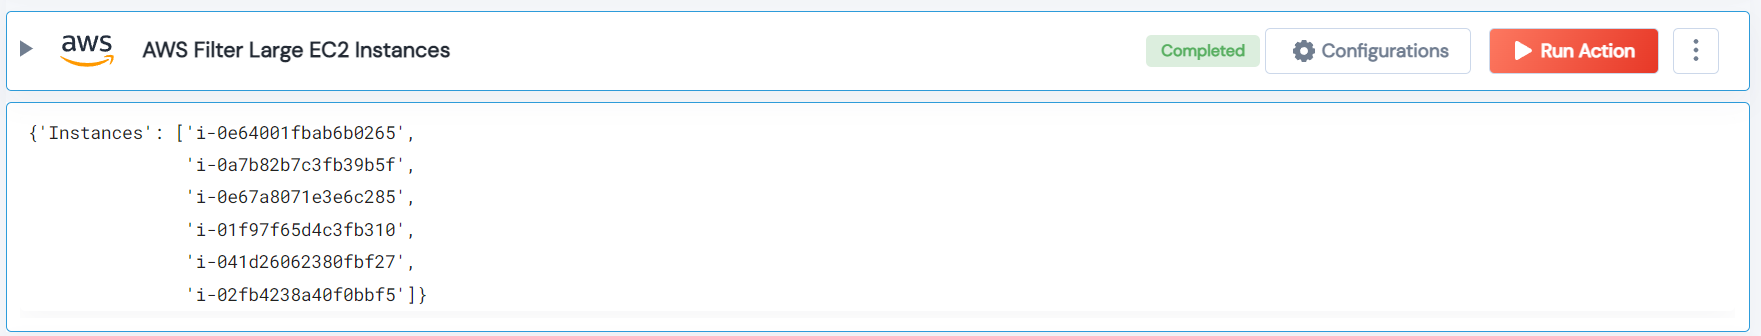 aws AWS Filter Large EC2 Instances Completed Configurations Run Action
{'Instances': ['i-0e64001fbab6b0265',
'i-0a7b82b7c3fb39b5f',
'i-0e67a8071e3e6c285',
'i-01f97f65d4c3fb310',
'i-041d26062380fbf27',
'i-02fb4238a40f0bbf5']}